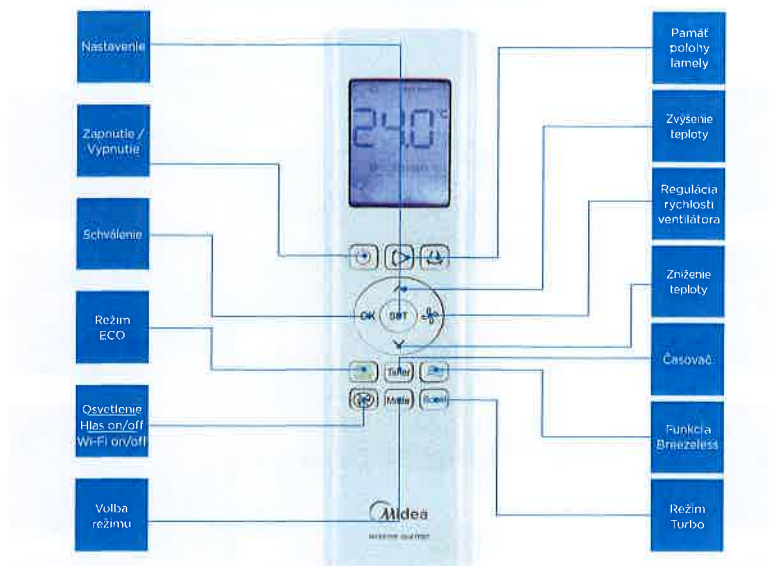 Nastavenie
Zapnutie /
Vypnutie
Schválenie
Režim
ECO
Osvetlenie
Hlas on/off
Wi-Fi on/off
Volba
režimu
Pamäť
polohy
lamely
Zvýšenie
teploty
Regulácia
rýchlosti
ventilátora
Zníženie
teploty
Časovač
Funkcia
Breezeless
Režim
Turbo
24.0°C
OK
SET
Timer
Mode
Boost
Midea